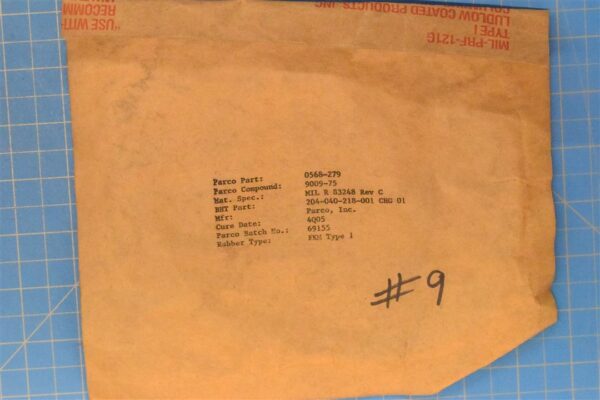 "USE WITH
RECOMM
COATED PRODUCTS, INC.
LUDLOW
TYPE I
MIL-PRF-121G
Parco Part: 0568-279
Parco Compound: 9009-75
Mat. Spec.: MIL R 83248 Rev C
BHT Part: 204-040-218-001 CHG 01
Mfr: Parco, Inc.
Cure Date: 4Q05
Parco Batch No.: 69155
Rubber Type: FKM Type 1
#9